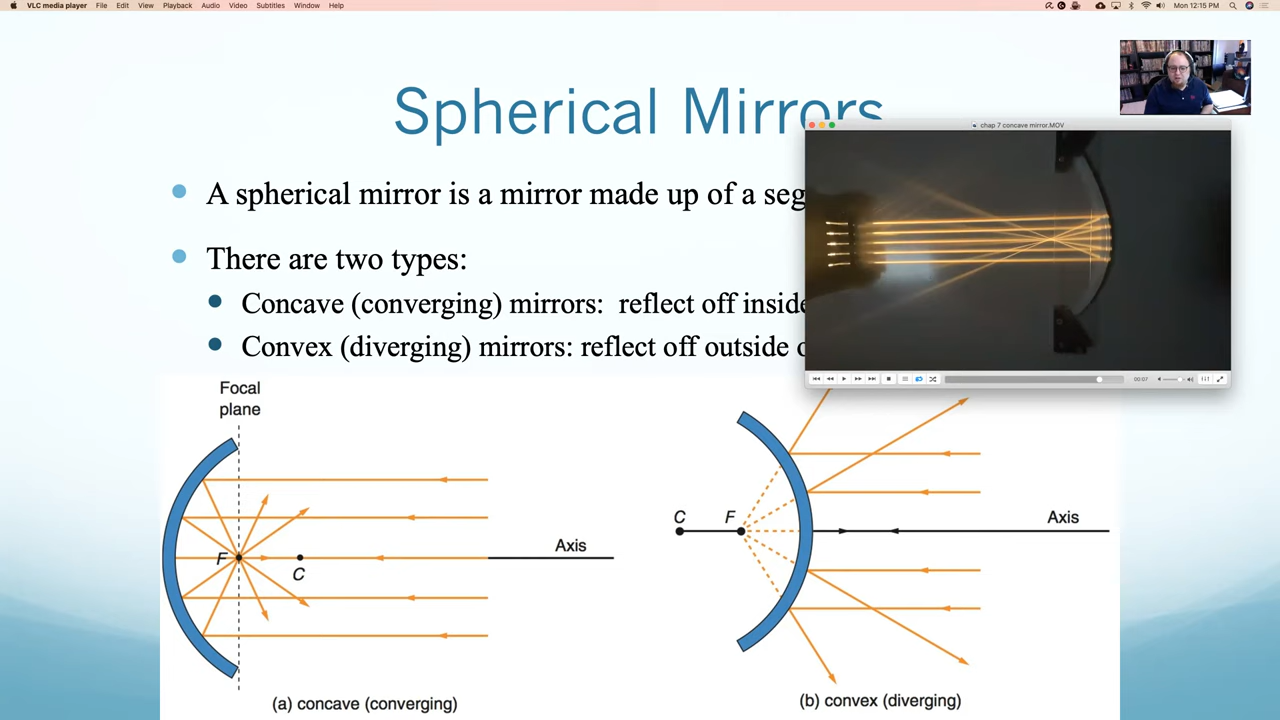 VLC media player File Edit View Playback Audio Video Subtitles Window Help Mon 12:15 PM
Spherical Mirrors
chap 7 concave mirror.MOV
A spherical mirror is a mirror made up of a seg
There are two types:
Concave (converging) mirrors: reflect off inside
Convex (diverging) mirrors: reflect off outside o
00:07
Focal
plane
F
C
Axis
(a) concave (converging)
C
F
Axis
(b) convex (diverging)